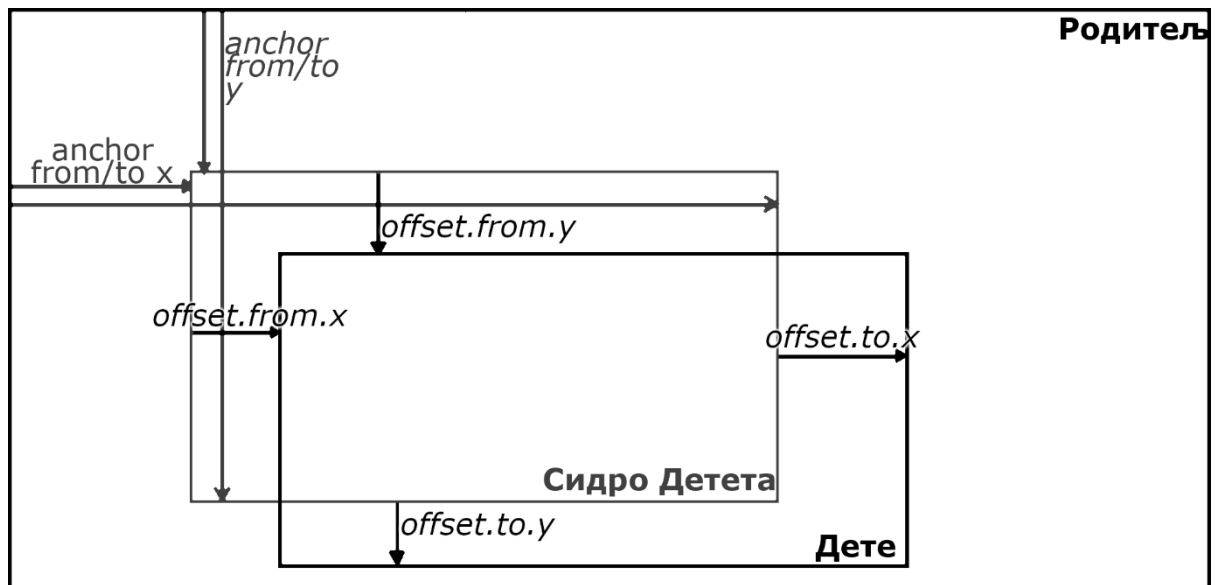 Родитељ
anchor
from/to
y
anchor
from/to x
offset.from.y
offset.from.x
offset.to.x
Сидро Детета
offset.to.y
Дете